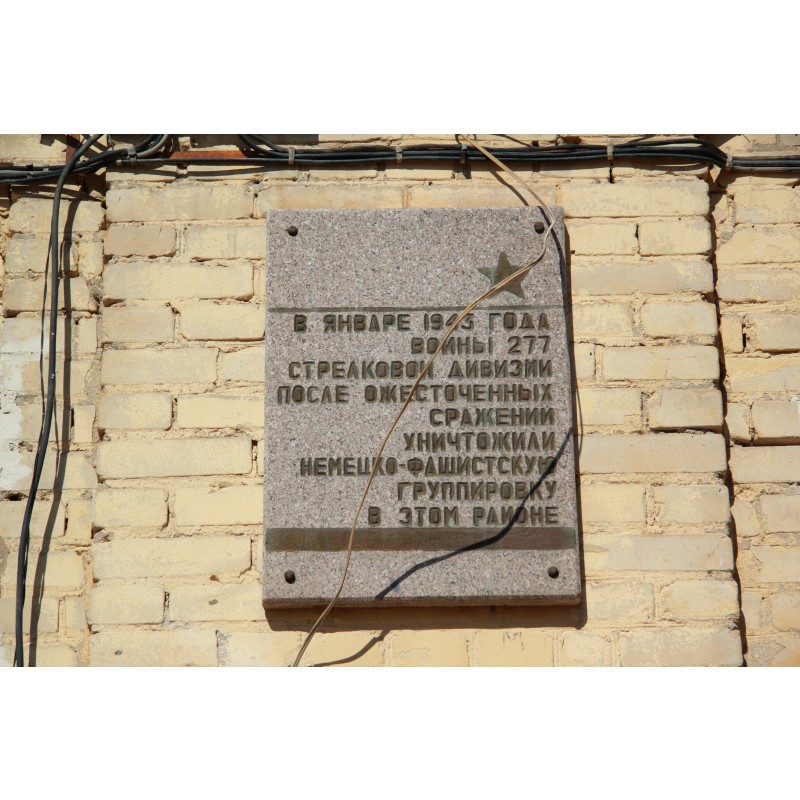 В ЯНВАРЕ 1943 ГОДА
ВОИНЫ 277
СТРЕЛКОВОЙ ДИВИЗИИ
ПОСЛЕ ОЖЕСТОЧЕННЫХ
СРАЖЕНИЙ
УНИЧТОЖИЛИ
НЕМЕЦКО-ФАШИСТСКУЮ
ГРУППИРОВКУ
В ЭТОМ РАЙОНЕ